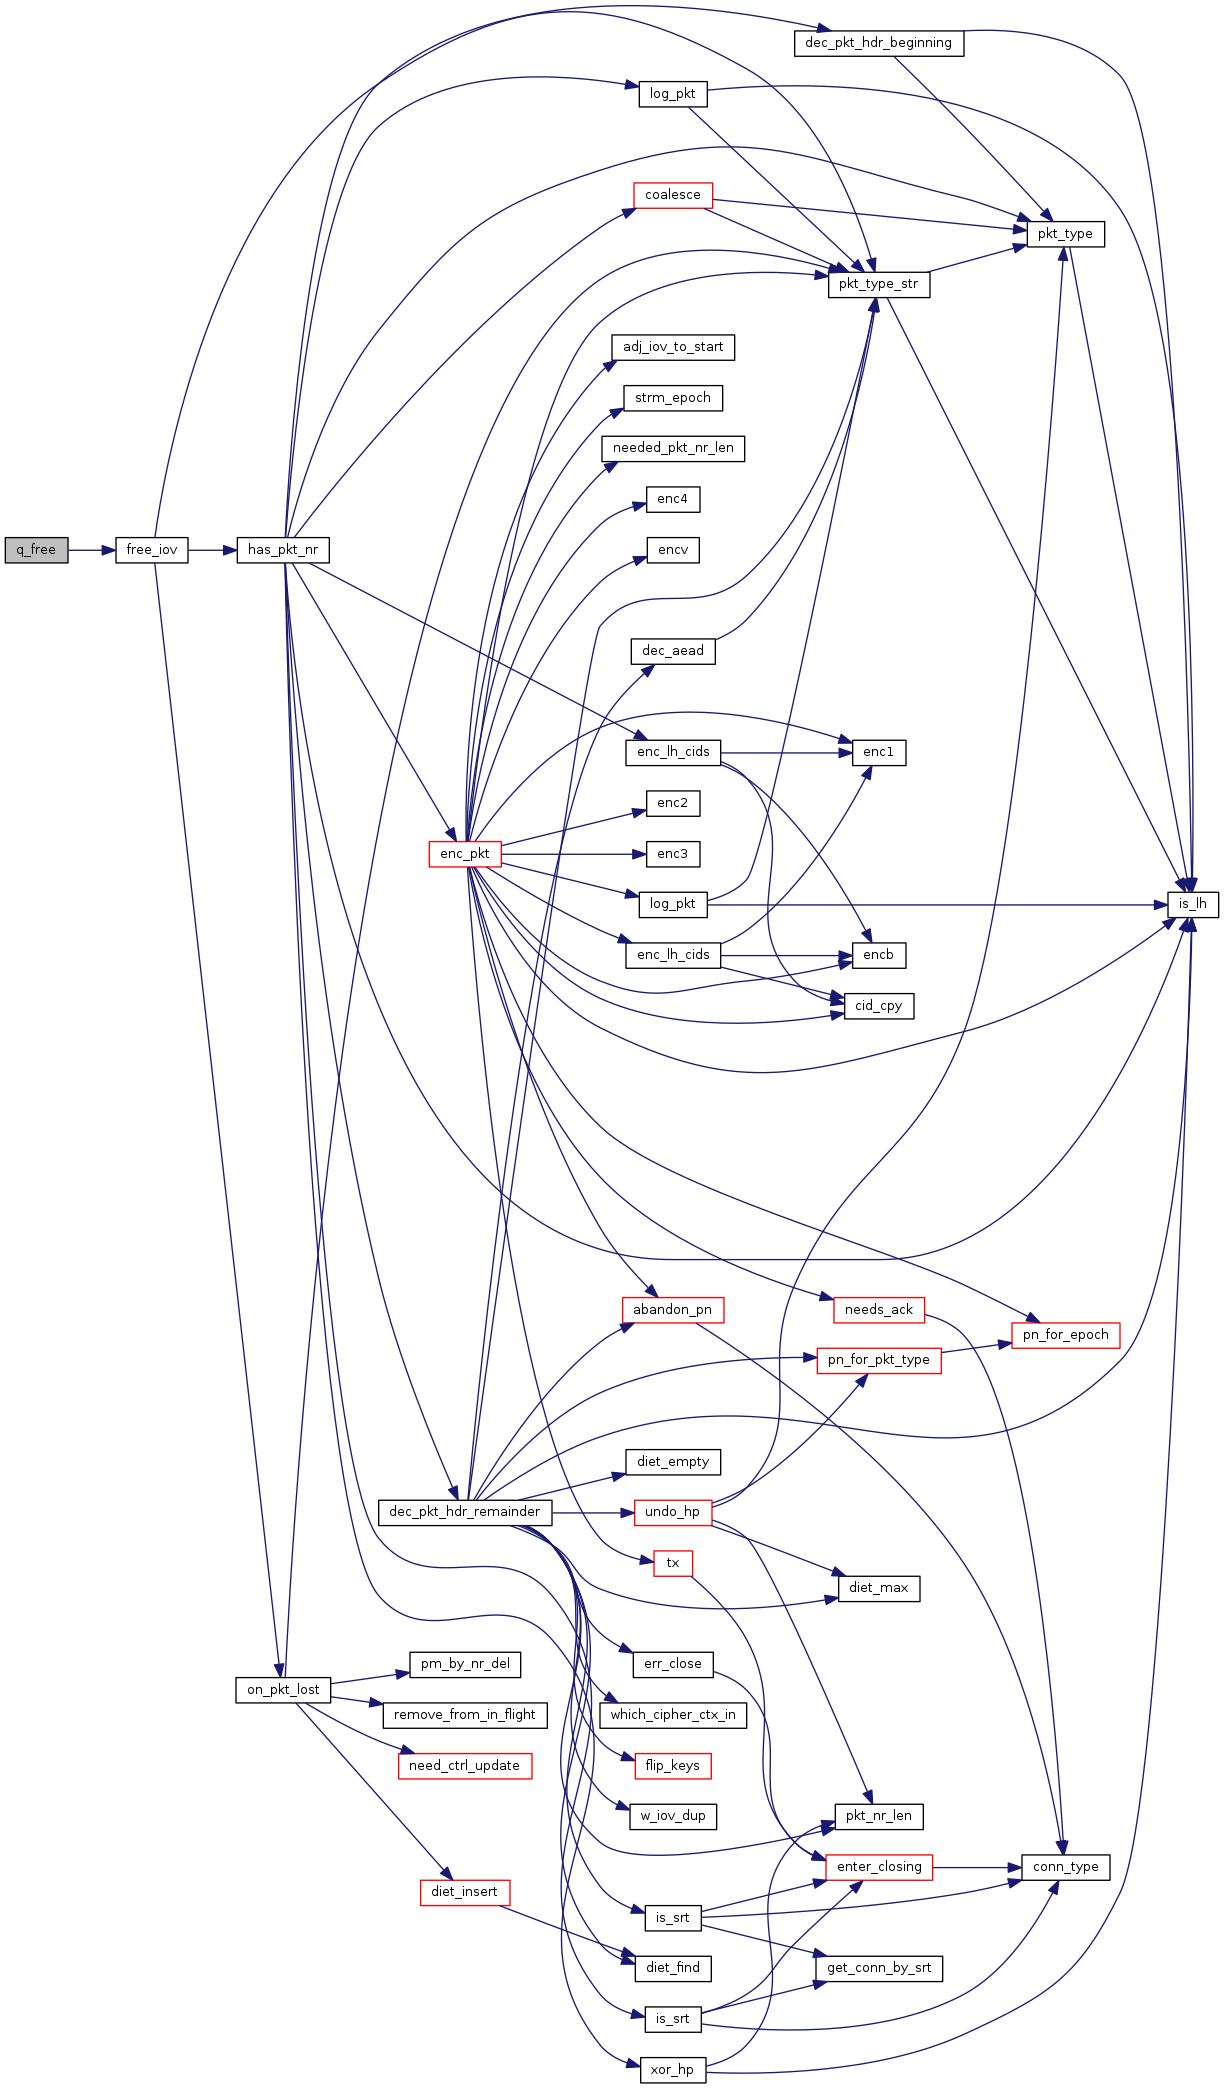 dec_pkt_hdr_beginning
log_pkt
coalesce
pkt_type
pkt_type_str
adj_iov_to_start
strm_epoch
needed_pkt_nr_len
enc4
q_free
free_iov
has_pkt_nr
encv
dec_aead
enc_lh_cids
enc1
enc2
enc_pkt
enc3
log_pkt
is_lh
enc_lh_cids
encb
cid_cpy
abandon_pn
needs_ack
pn_for_epoch
pn_for_pkt_type
diet_empty
dec_pkt_hdr_remainder
undo_hp
tx
diet_max
pm_by_nr_del
err_close
on_pkt_lost
remove_from_in_flight
which_cipher_ctx_in
need_ctrl_update
flip_keys
w_iov_dup
pkt_nr_len
enter_closing
conn_type
diet_insert
is_srt
diet_find
get_conn_by_srt
is_srt
xor_hp